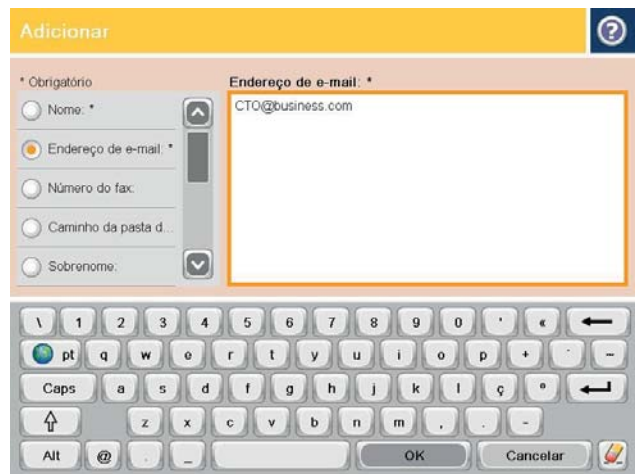 Adicionar
* Obrigatório
Nome: *
Endereço de e-mail: *
Número do fax:
Caminho da pasta d...
Sobrenome:
Endereço de e-mail: *
CTO@business.com
\ 1 2 3 4 5 6 7 8 9 0 ' «
pt q w e r t y u i o p + ´ ~
Caps a s d f g h j k l ç º
z x c v b n m , . -
Alt @ . _ OK Cancelar